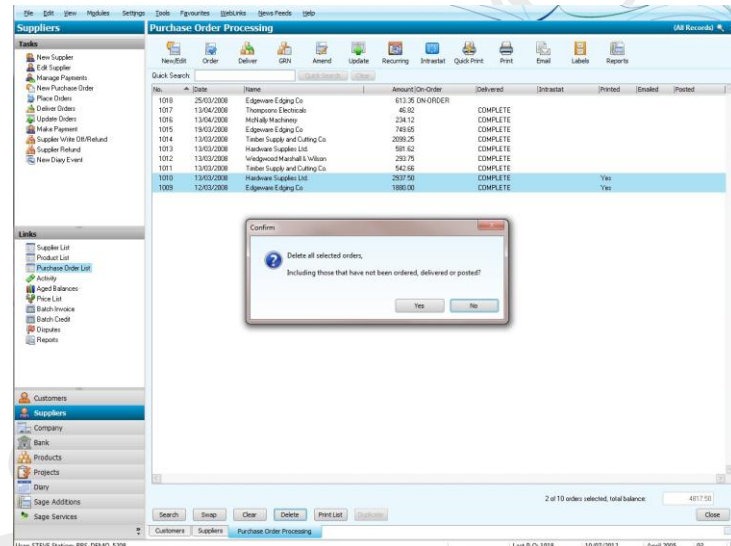 File Edit View Modules Settings Tools Favourites WebLinks News Feeds Help
Suppliers
Purchase Order Processing
(All Records)
Tasks
New Supplier
Edit Supplier
Manage Payments
New Purchase Order
Place Orders
Deliver Orders
Update Orders
Make Payment
Supplier Write Off/Refund
Supplier Refund
New Diary Event
New/Edit Order Deliver GRN Amend Update Recurring Intrastat Quick Print Print Email Labels Reports
Quick Search: Quick Search Clear
No. Date Name Amount On-Order Delivered Intrastat Printed Emailed Posted
1018 25/03/2008 Edgeware Edging Co 613.35 ON-ORDER
1017 13/04/2008 Thompsons Electricals 46.82 COMPLETE
1016 13/04/2008 McNally Machinery 234.12 COMPLETE
1015 19/03/2008 Edgeware Edging Co 749.65 COMPLETE
1014 13/03/2008 Timber Supply and Cutting Co. 2099.25 COMPLETE
1013 13/03/2008 Hardware Supplies Ltd. 581.62 COMPLETE
1012 13/03/2008 Wedgwood Marshall & Wilson 293.75 COMPLETE
1011 13/03/2008 Timber Supply and Cutting Co. 542.66 COMPLETE
1010 13/03/2008 Hardware Supplies Ltd. 2937.50 COMPLETE Yes
1009 12/03/2008 Edgeware Edging Co 1880.00 COMPLETE Yes
Links
Supplier List
Product List
Purchase Order List
Activity
Aged Balances
Price List
Batch Invoice
Batch Credit
Disputes
Reports
Confirm
Delete all selected orders,
Including those that have not been ordered, delivered or posted?
Yes No
Customers
Suppliers
Company
Bank
Products
Projects
Diary
Sage Additions
Sage Services
2 of 10 orders selected, total balance: 4817.50
Search Swap Clear Delete Print List Duplicate Close
Customers Suppliers Purchase Order Processing